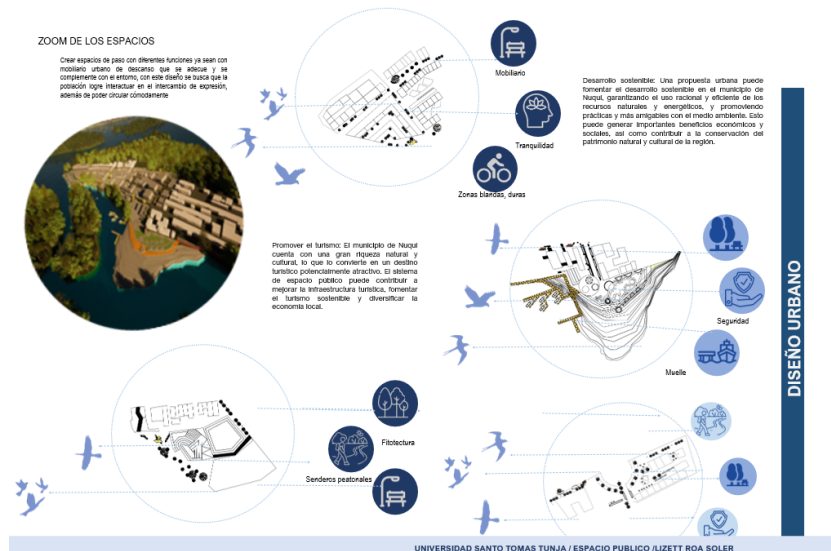 ZOOM DE LOS ESPACIOS
Crear espacios de paso con diferentes funciones ya sean con
mobiliario urbano de descanso que se adecue y se
complemente con el entorno, con este diseño se busca que la
población logre interactuar en el intercambio de expresión,
además de poder circular cómodamente
Mobiliario
Tranquilidad
Zonas blandas, duras
Desarrollo sostenible: Una propuesta urbana puede
fomentar el desarrollo sostenible en el municipio de
Nuquí, garantizando el uso racional y eficiente de los
recursos naturales y energéticos, y promoviendo
prácticas y más amigables con el medio ambiente. Esto
puede generar importantes beneficios económicos y
sociales, así como contribuir a la conservación del
patrimonio natural y cultural de la región.
Promover el turismo: El municipio de Nuquí
cuenta con una gran riqueza natural y
cultural, lo que lo convierte en un destino
turístico potencialmente atractivo. El sistema
de espacio público puede contribuir a
mejorar la infraestructura turística, fomentar
el turismo sostenible y diversificar la
economía local.
Seguridad
Muelle
Fitotectura
Senderos peatonales
DISEÑO URBANO
UNIVERSIDAD SANTO TOMAS TUNJA / ESPACIO PUBLICO /LIZETT ROA SOLER